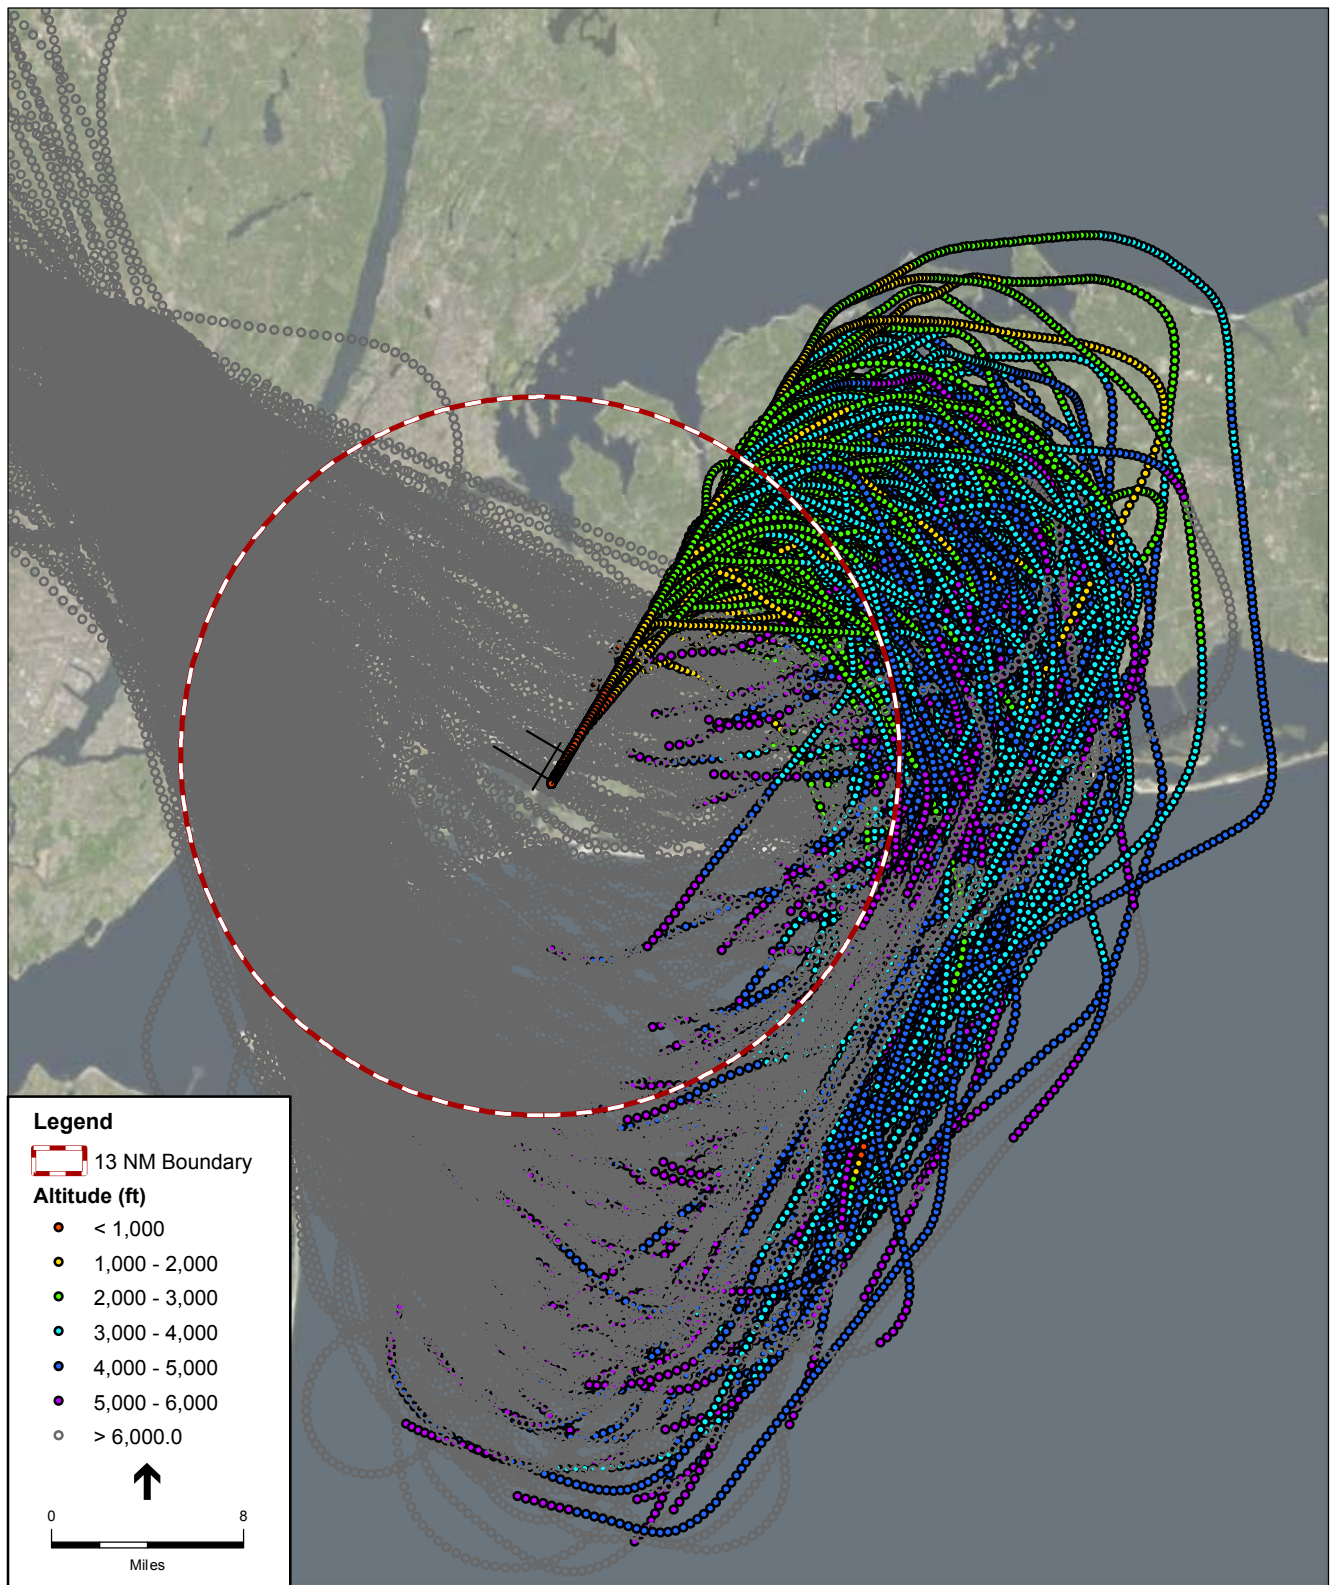 Legend
13 NM Boundary
Altitude (ft)
< 1,000
1,000 - 2,000
2,000 - 3,000
3,000 - 4,000
4,000 - 5,000
5,000 - 6,000
> 6,000.0
0 8
Miles